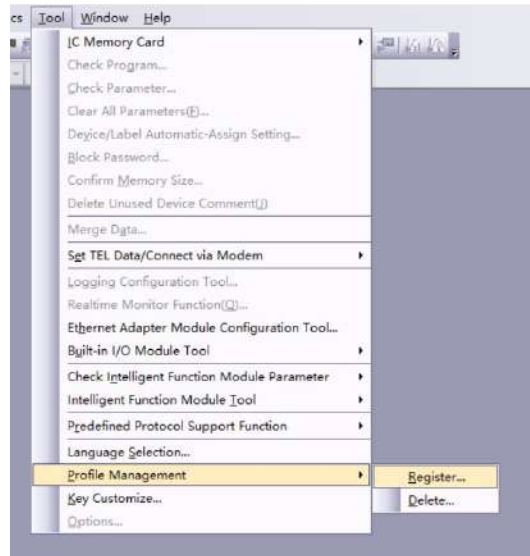 cs Tool Window Help
IC Memory Card
Check Program...
Check Parameter...
Clear All Parameters(F)...
Device/Label Automatic-Assign Setting...
Block Password...
Confirm Memory Size...
Delete Unused Device Comment(J)
Merge Data...
Set TEL Data/Connect via Modem
Logging Configuration Tool...
Realtime Monitor Function(Q)...
Ethernet Adapter Module Configuration Tool...
Built-in I/O Module Tool
Check Intelligent Function Module Parameter
Intelligent Function Module Tool
Predefined Protocol Support Function
Language Selection...
Profile Management
Register...
Key Customize...
Delete...
Options...